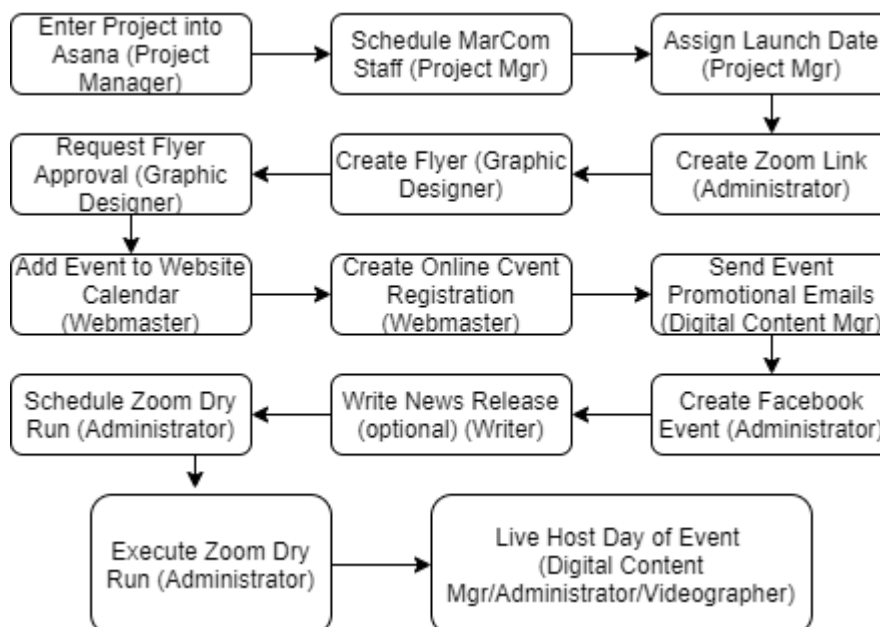 Enter Project into
Asana (Project
Manager)
Schedule MarCom
Staff (Project Mgr)
Assign Launch Date
(Project Mgr)
Create Zoom Link
(Administrator)
Create Flyer (Graphic
Designer)
Request Flyer
Approval (Graphic
Designer)
Add Event to Website
Calendar
(Webmaster)
Create Online Cvent
Registration
(Webmaster)
Send Event
Promotional Emails
(Digital Content Mgr)
Create Facebook
Event (Administrator)
Write News Release
(optional) (Writer)
Schedule Zoom Dry
Run (Administrator)
Execute Zoom Dry
Run (Administrator)
Live Host Day of Event
(Digital Content
Mgr/Administrator/Videographer)